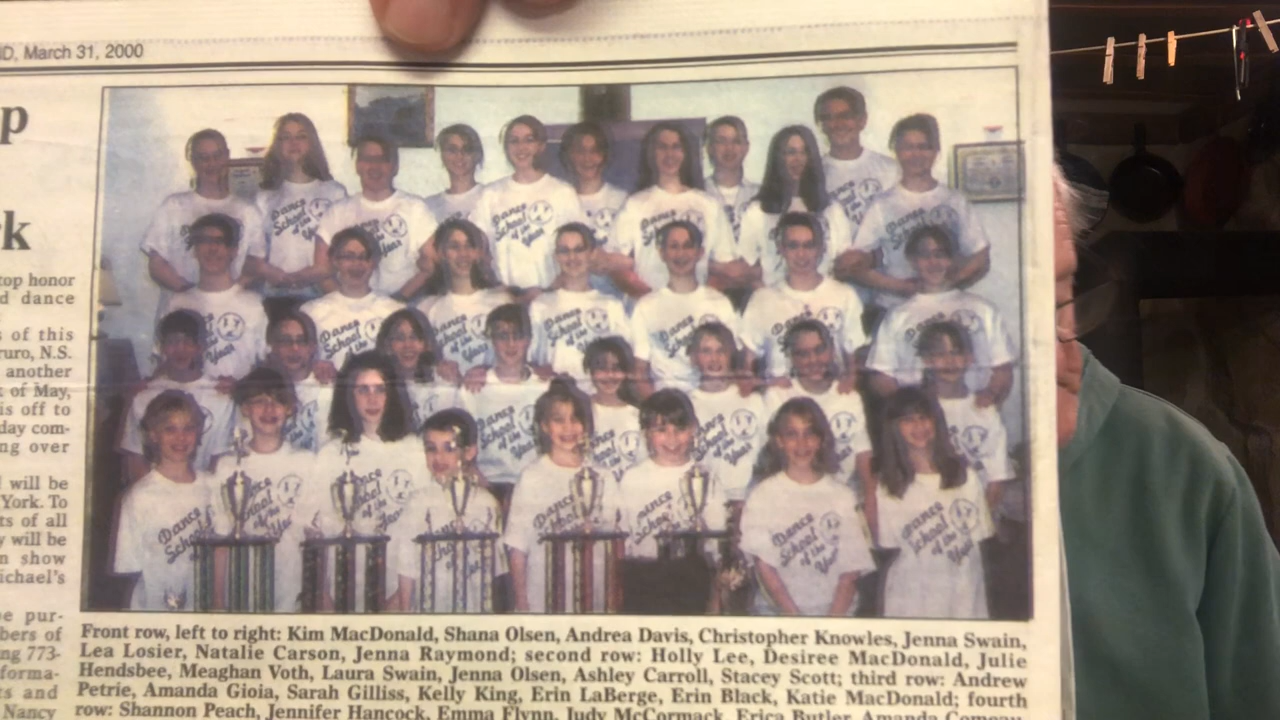 D, March 31, 2000
p
k
top honor
d dance
s of this
ruro, N.S.
another
k of May,
is off to
day com-
ng over
will be
York. To
ts of all
y will be
n show
ichael's
e pur-
bers of
ng 773-
forma-
ts and
Nancy
Dance School of the Year
Front row, left to right: Kim MacDonald, Shana Olsen, Andrea Davis, Christopher Knowles, Jenna Swain,
Lea Losier, Natalie Carson, Jenna Raymond; second row: Holly Lee, Desiree MacDonald, Julie
Hendsbee, Meaghan Voth, Laura Swain, Jenna Olsen, Ashley Carroll, Stacey Scott; third row: Andrew
Petrie, Amanda Gioia, Sarah Gilliss, Kelly King, Erin LaBerge, Erin Black, Katie MacDonald; fourth
row: Shannon Peach, Jennifer Hancock, Emma Flynn, Judy McCormack, Erica Butler, Amanda Comeau,